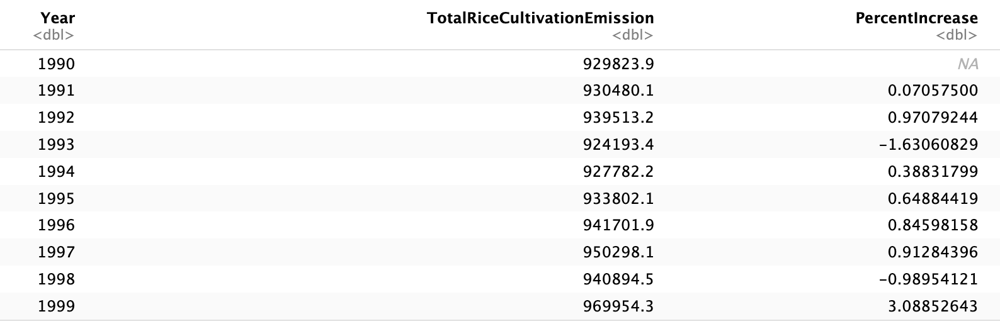 Year TotalRiceCultivationEmission PercentIncrease
<dbl> <dbl> <dbl>
1990 929823.9 NA
1991 930480.1 0.07057500
1992 939513.2 0.97079244
1993 924193.4 -1.63060829
1994 927782.2 0.38831799
1995 933802.1 0.64884419
1996 941701.9 0.84598158
1997 950298.1 0.91284396
1998 940894.5 -0.98954121
1999 969954.3 3.08852643